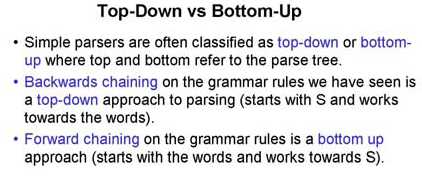 Top-Down vs Bottom-Up
• Simple parsers are often classified as top-down or bottom-
up where top and bottom refer to the parse tree.
• Backwards chaining on the grammar rules we have seen is
a top-down approach to parsing (starts with S and works
towards the words).
• Forward chaining on the grammar rules is a bottom up
approach (starts with the words and works towards S).